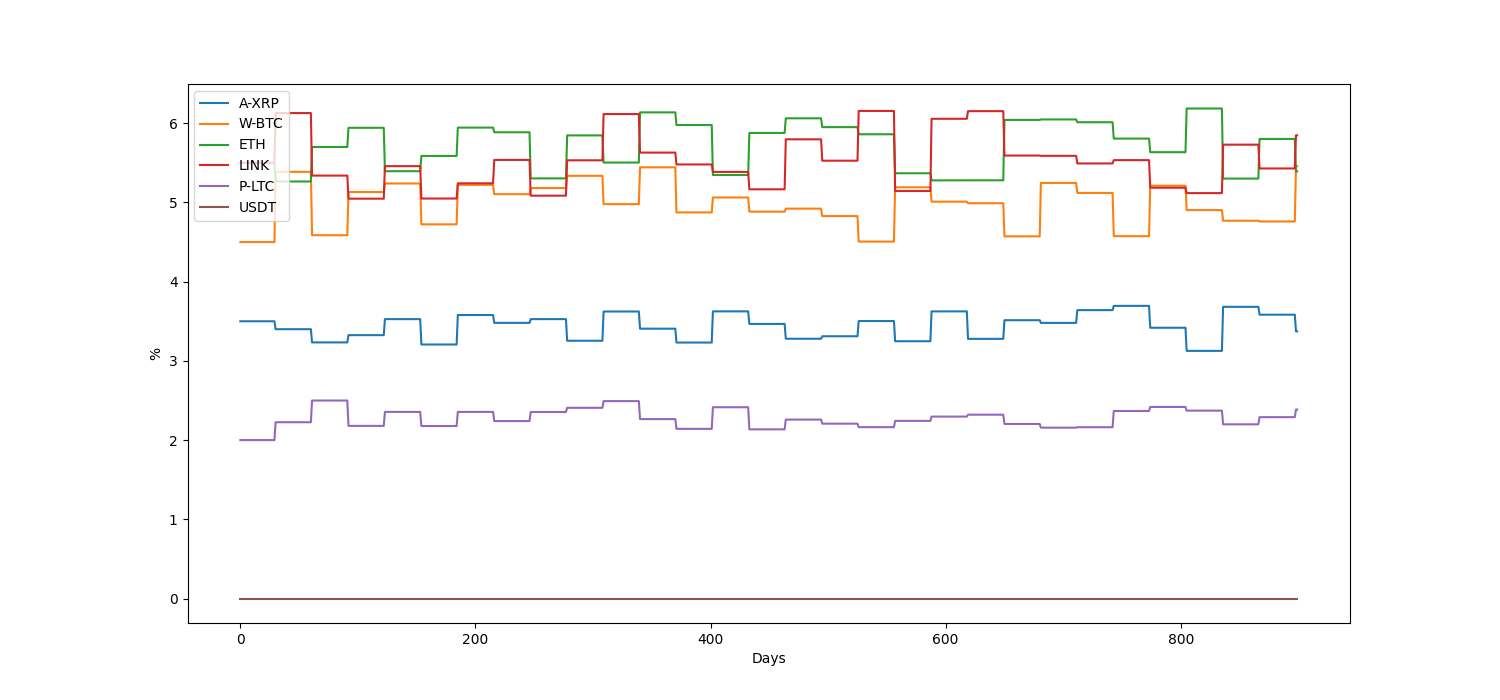 A-XRP
W-BTC
ETH
LINK
P-LTC
USDT
6
5
4
3
2
1
0
%
0 200 400 600 800
Days